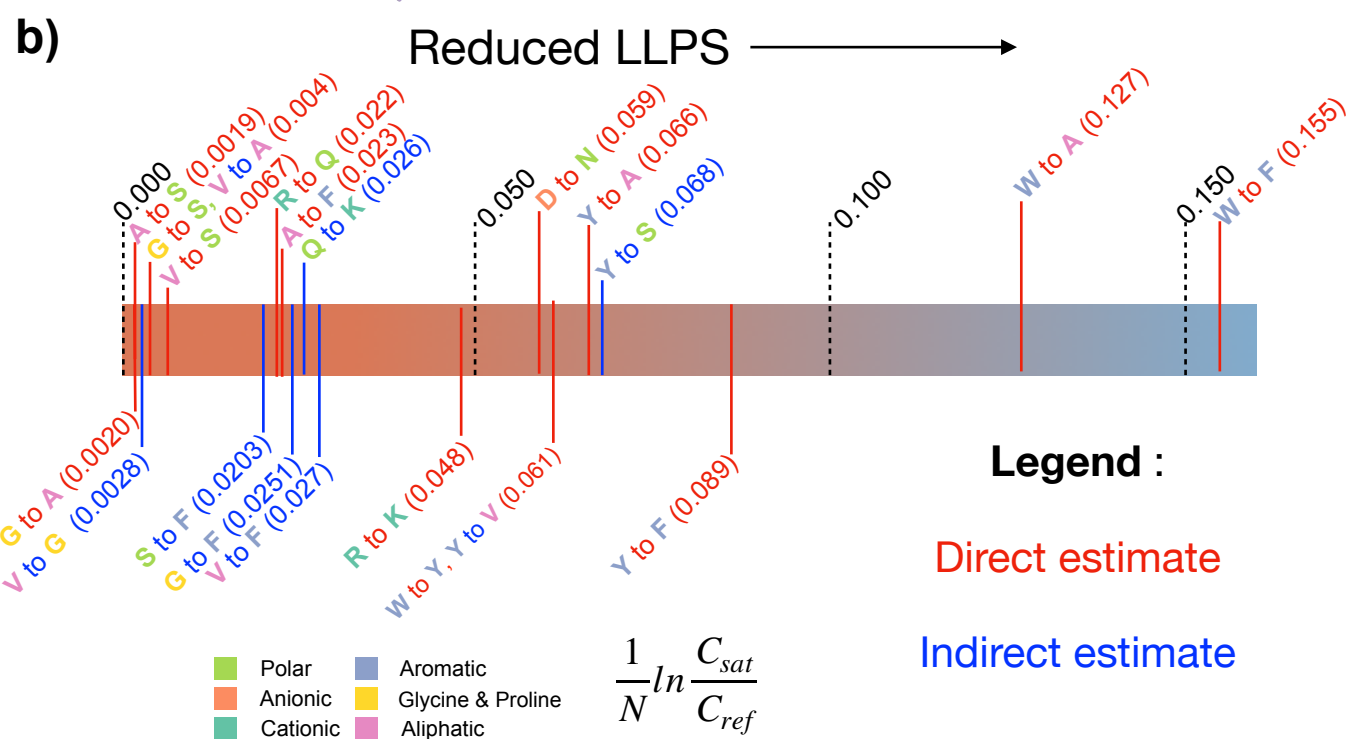 b)
Reduced LLPS
0.000
A to S (0.0019)
G to S, V to A (0.004)
V to S (0.0067)
R to Q (0.022)
A to F (0.023)
Q to K (0.026)
0.050
D to N (0.059)
Y to A (0.066)
Y to S (0.068)
0.100
W to A (0.127)
0.150
W to F (0.155)
G to A (0.0020)
V to G (0.0028)
S to F (0.0203)
G to F (0.0251)
V to F (0.027)
R to K (0.048)
W to Y, Y to V (0.061)
Y to F (0.089)
Legend :
Direct estimate
Indirect estimate
Polar
Aromatic
Anionic
Glycine & Proline
Cationic
Aliphatic
1/N ln C_sat/C_ref